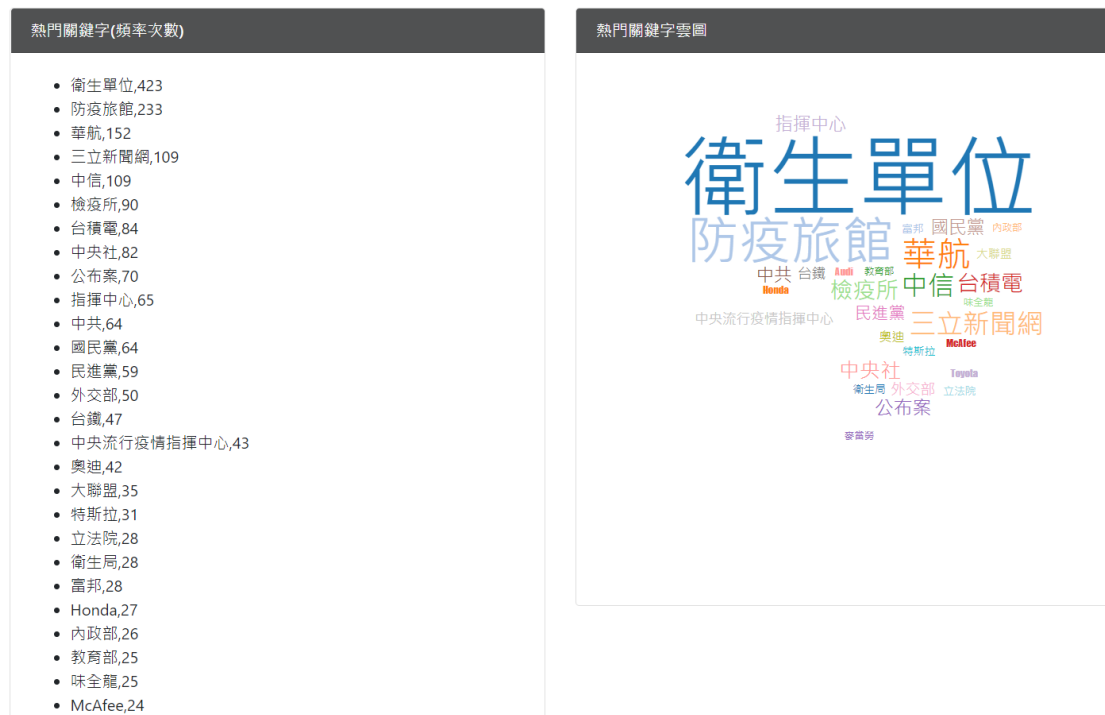 熱門關鍵字(頻率次數)
衛生單位,423
防疫旅館,233
華航,152
三立新聞網,109
中信,109
檢疫所,90
台積電,84
中央社,82
公布案,70
指揮中心,65
中共,64
國民黨,64
民進黨,59
外交部,50
台鐵,47
中央流行疫情指揮中心,43
奧迪,42
大聯盟,35
特斯拉,31
立法院,28
衛生局,28
富邦,28
Honda,27
內政部,26
教育部,25
味全龍,25
McAfee,24
熱門關鍵字雲圖
指揮中心
衛生單位
防疫旅館
富邦
國民黨
內政部
華航
大聯盟
中共
台鐵
Audi
教育部
Honda
檢疫所
中信
台積電
味全龍
中央流行疫情指揮中心
民進黨
三立新聞網
奧迪
McAfee
特斯拉
中央社
Toyota
衛生局
外交部
立法院
公布案
麥當勞